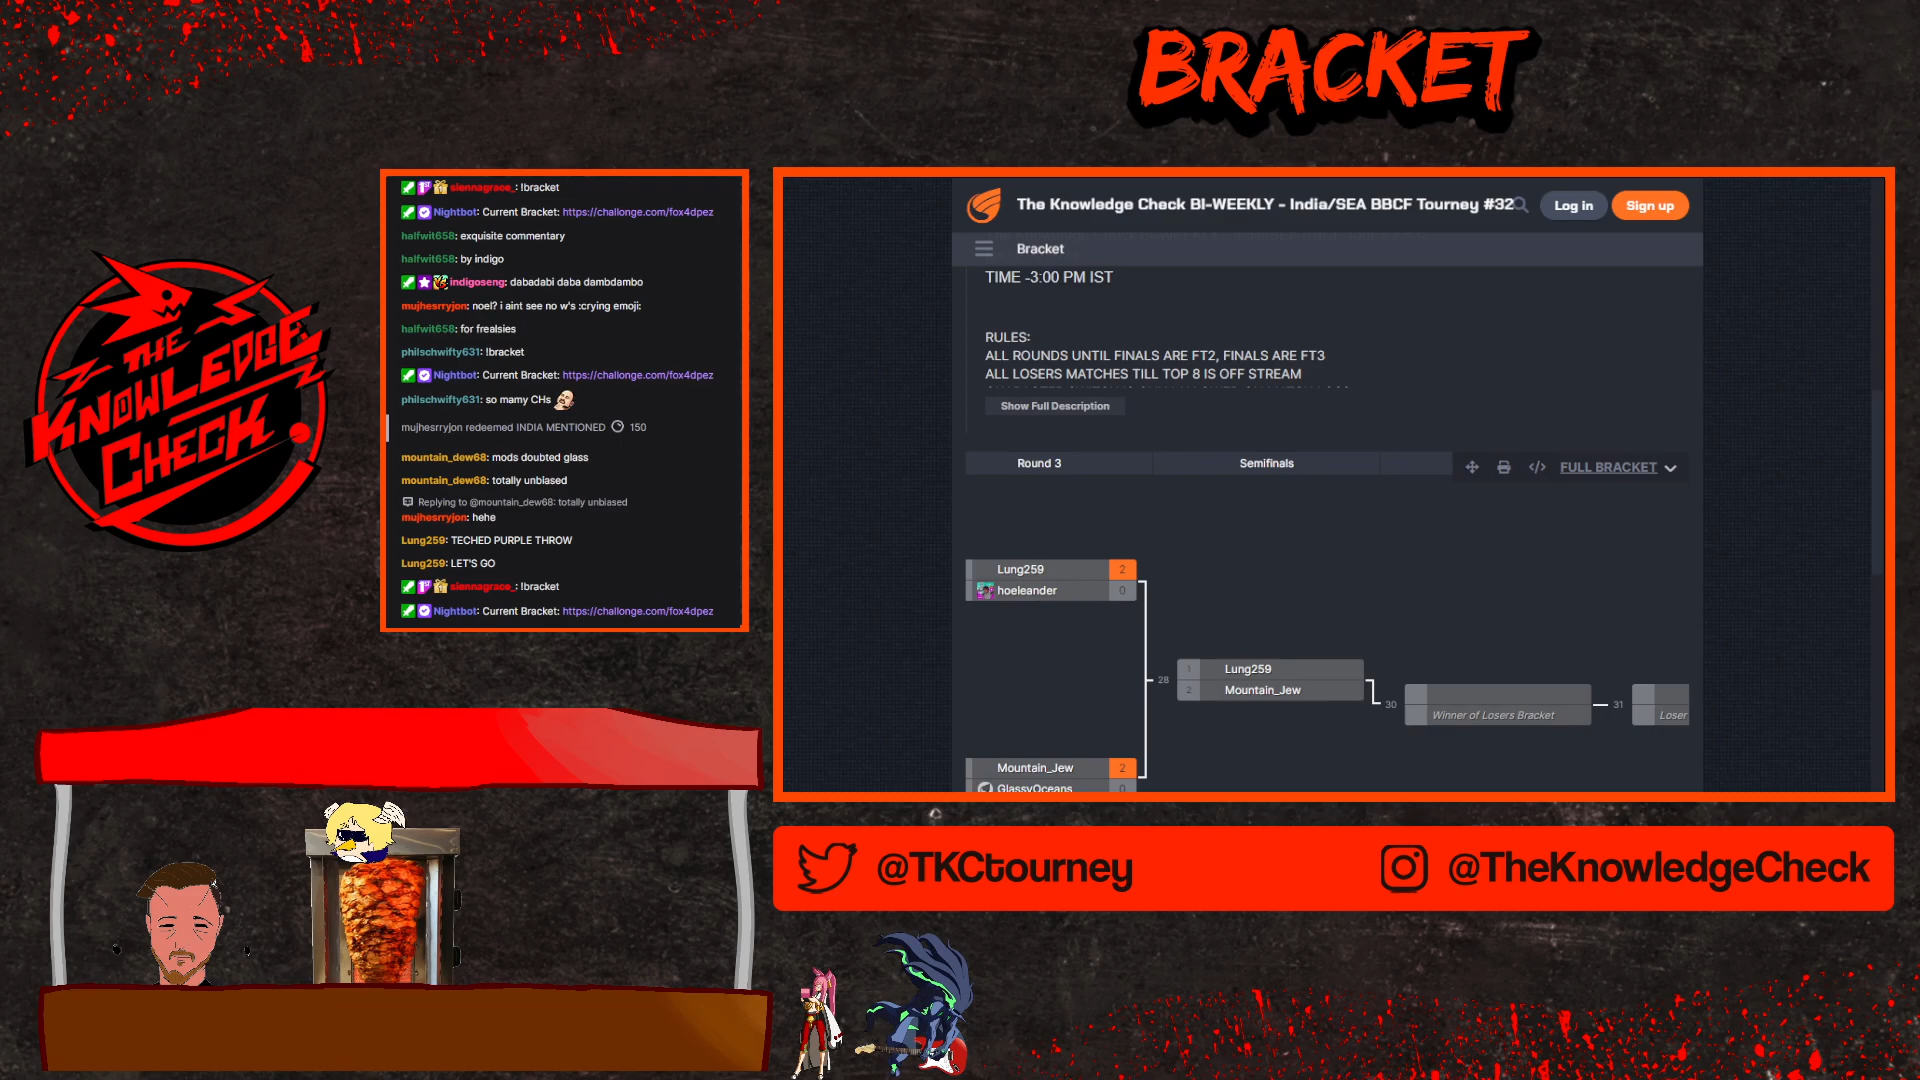 BRACKET
THE
KNOWLEDGE
CHECK
siennagrace_: !bracket
Nightbot: Current Bracket: https://challonge.com/fox4dpez
halfwit658: exquisite commentary
halfwit658: by indigo
indigoseng: dabadabi daba dambdambo
mujhesrryjon: noel? i aint see no w's :crying emoji:
halfwit658: for frealsies
philschwifty631: !bracket
Nightbot: Current Bracket: https://challonge.com/fox4dpez
philschwifty631: so mamy CHs
mujhesrryjon redeemed INDIA MENTIONED 150
mountain_dew68: mods doubted glass
mountain_dew68: totally unbiased
Replying to @mountain_dew68: totally unbiased
mujhesrryjon: hehe
Lung259: TECHED PURPLE THROW
Lung259: LET'S GO
siennagrace_: !bracket
Nightbot: Current Bracket: https://challonge.com/fox4dpez
The Knowledge Check BI-WEEKLY - India/SEA BBCF Tourney #32
Log in
Sign up
Bracket
TIME -3:00 PM IST
RULES:
ALL ROUNDS UNTIL FINALS ARE FT2, FINALS ARE FT3
ALL LOSERS MATCHES TILL TOP 8 IS OFF STREAM
Show Full Description
Round 3
Semifinals
</> FULL BRACKET
Lung259 2
hoeleander 0
28
1 Lung259
2 Mountain_Jew
30
Winner of Losers Bracket
31
Loser
Mountain_Jew 2
GlassyOceans 0
@TKCtourney
@TheKnowledgeCheck